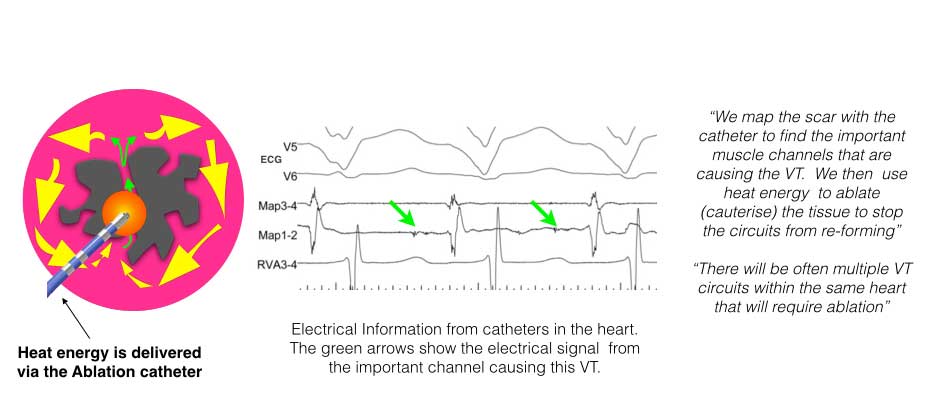 V5
ECG
V6
Map3-4
Map1-2
RVA3-4
Heat energy is delivered
via the Ablation catheter
Electrical Information from catheters in the heart.
The green arrows show the electrical signal from
the important channel causing this VT.
“We map the scar with the
catheter to find the important
muscle channels that are
causing the VT. We then use
heat energy to ablate
(cauterise) the tissue to stop
the circuits from re-forming”
“There will be often multiple VT
circuits within the same heart
that will require ablation”